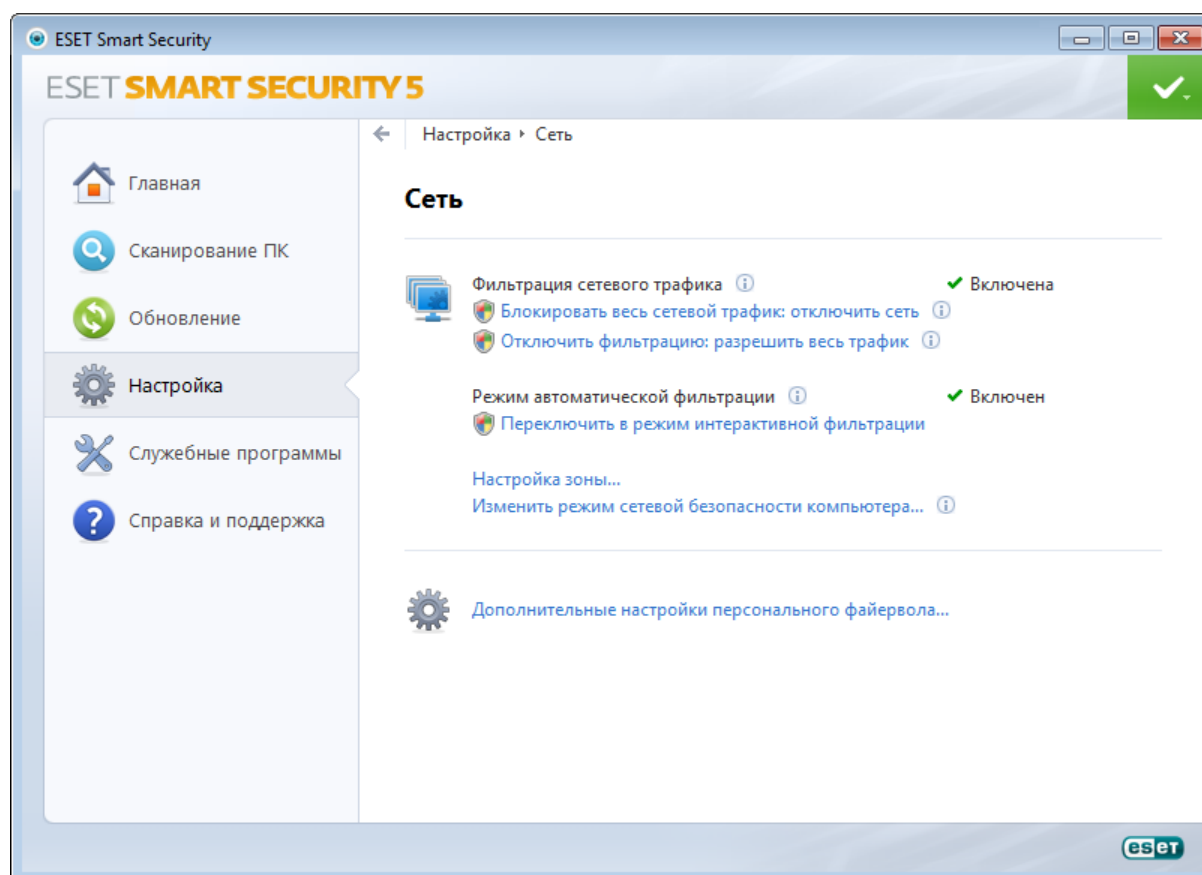 ESET Smart Security
ESET SMART SECURITY 5
Настройка ‣ Сеть
Главная
Сканирование ПК
Обновление
Настройка
Служебные программы
Справка и поддержка
Сеть
Фильтрация сетевого трафика Включена
Блокировать весь сетевой трафик: отключить сеть
Отключить фильтрацию: разрешить весь трафик
Режим автоматической фильтрации Включен
Переключить в режим интерактивной фильтрации
Настройка зоны...
Изменить режим сетевой безопасности компьютера...
Дополнительные настройки персонального файервола...
eseт